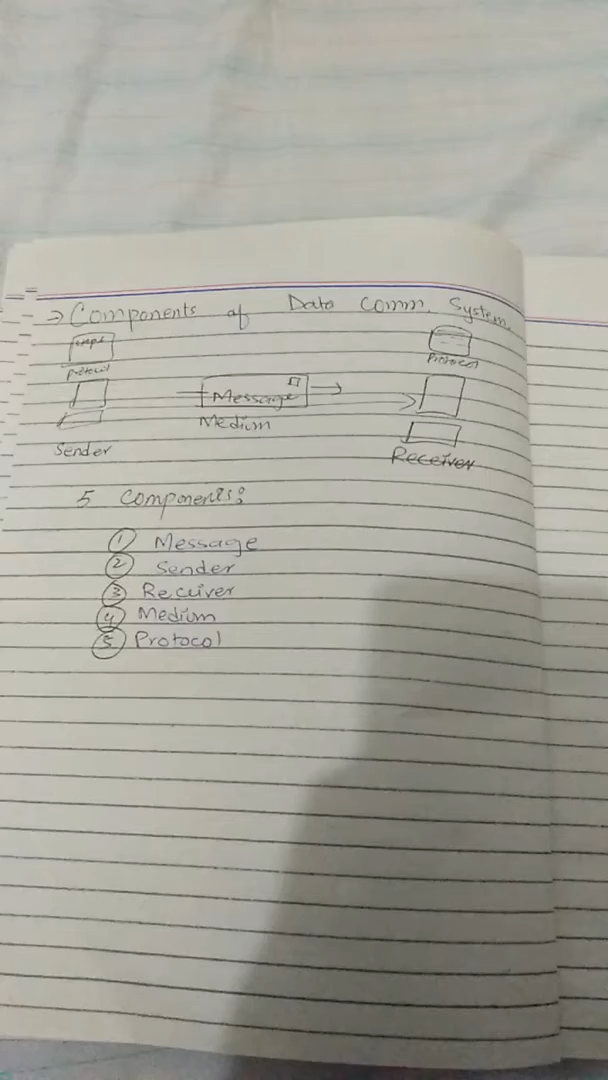 → Components of Data Comm. System.
Protocol
Protocol
Message
Medium
Sender
Receiver
5 Components:
① Message
② Sender
③ Receiver
④ Medium
⑤ Protocol